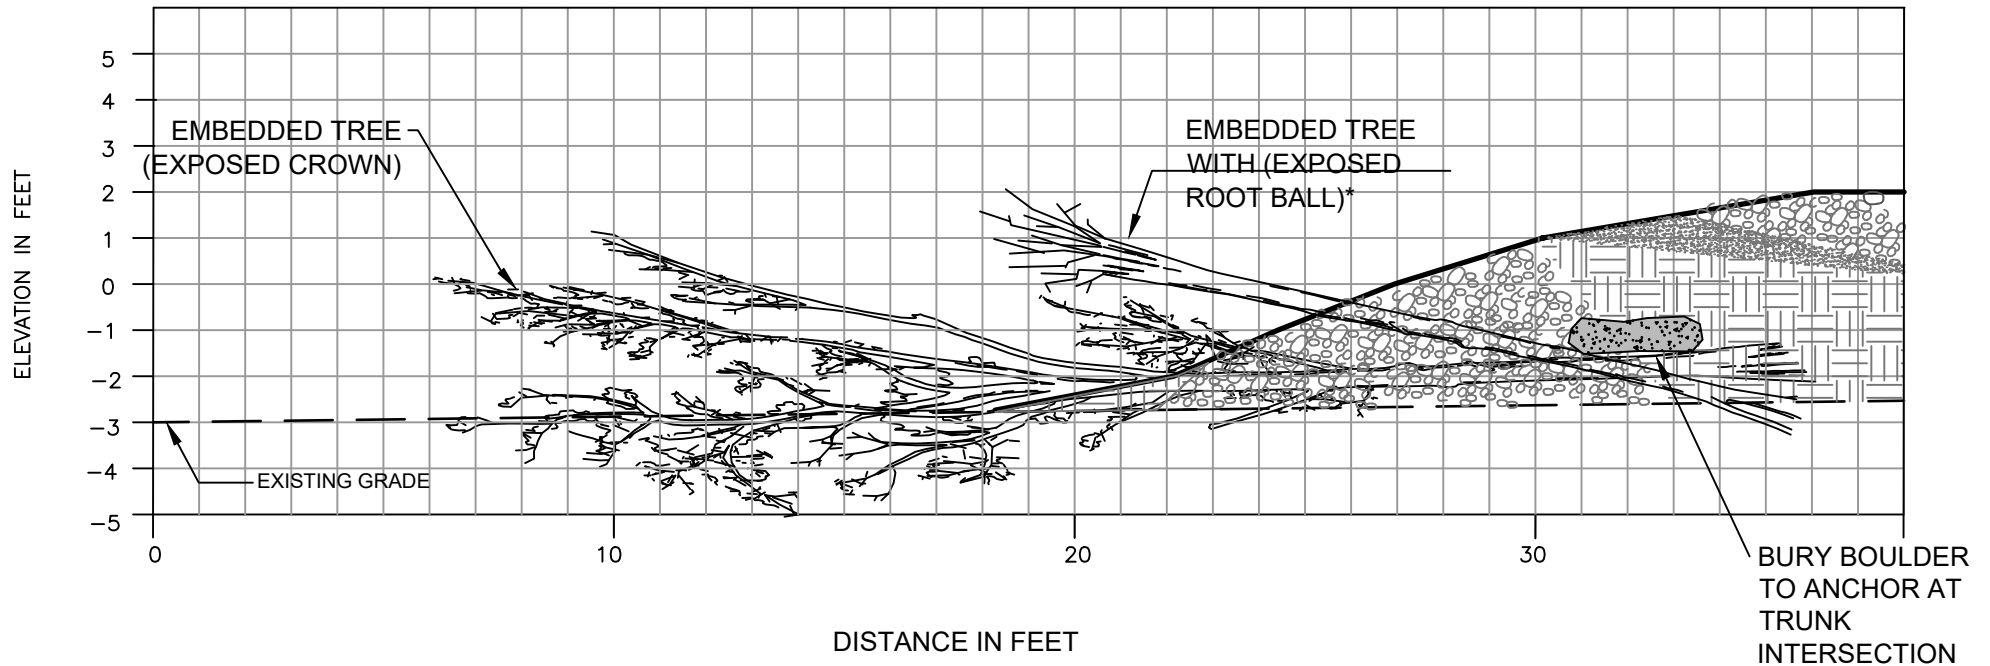 ELEVATION IN FEET
5
4
3
2
1
0
−1
−2
−3
−4
−5
EMBEDDED TREE
(EXPOSED CROWN)
EMBEDDED TREE
WITH (EXPOSED
ROOT BALL)*
EXISTING GRADE
0
10
20
30
BURY BOULDER
TO ANCHOR AT
TRUNK
INTERSECTION
DISTANCE IN FEET